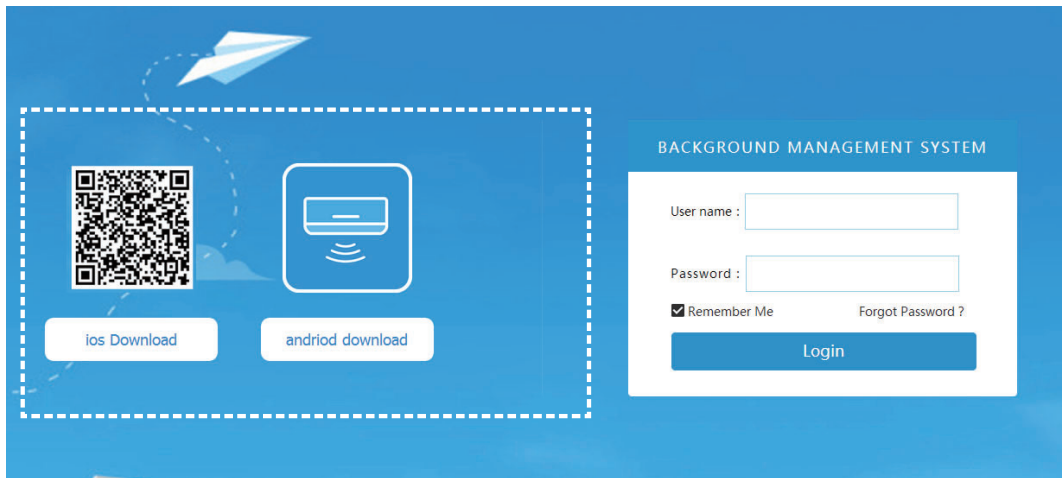 BACKGROUND MANAGEMENT SYSTEM
User name :
Password :
Remember Me
Forgot Password ?
Login
ios Download
andriod download